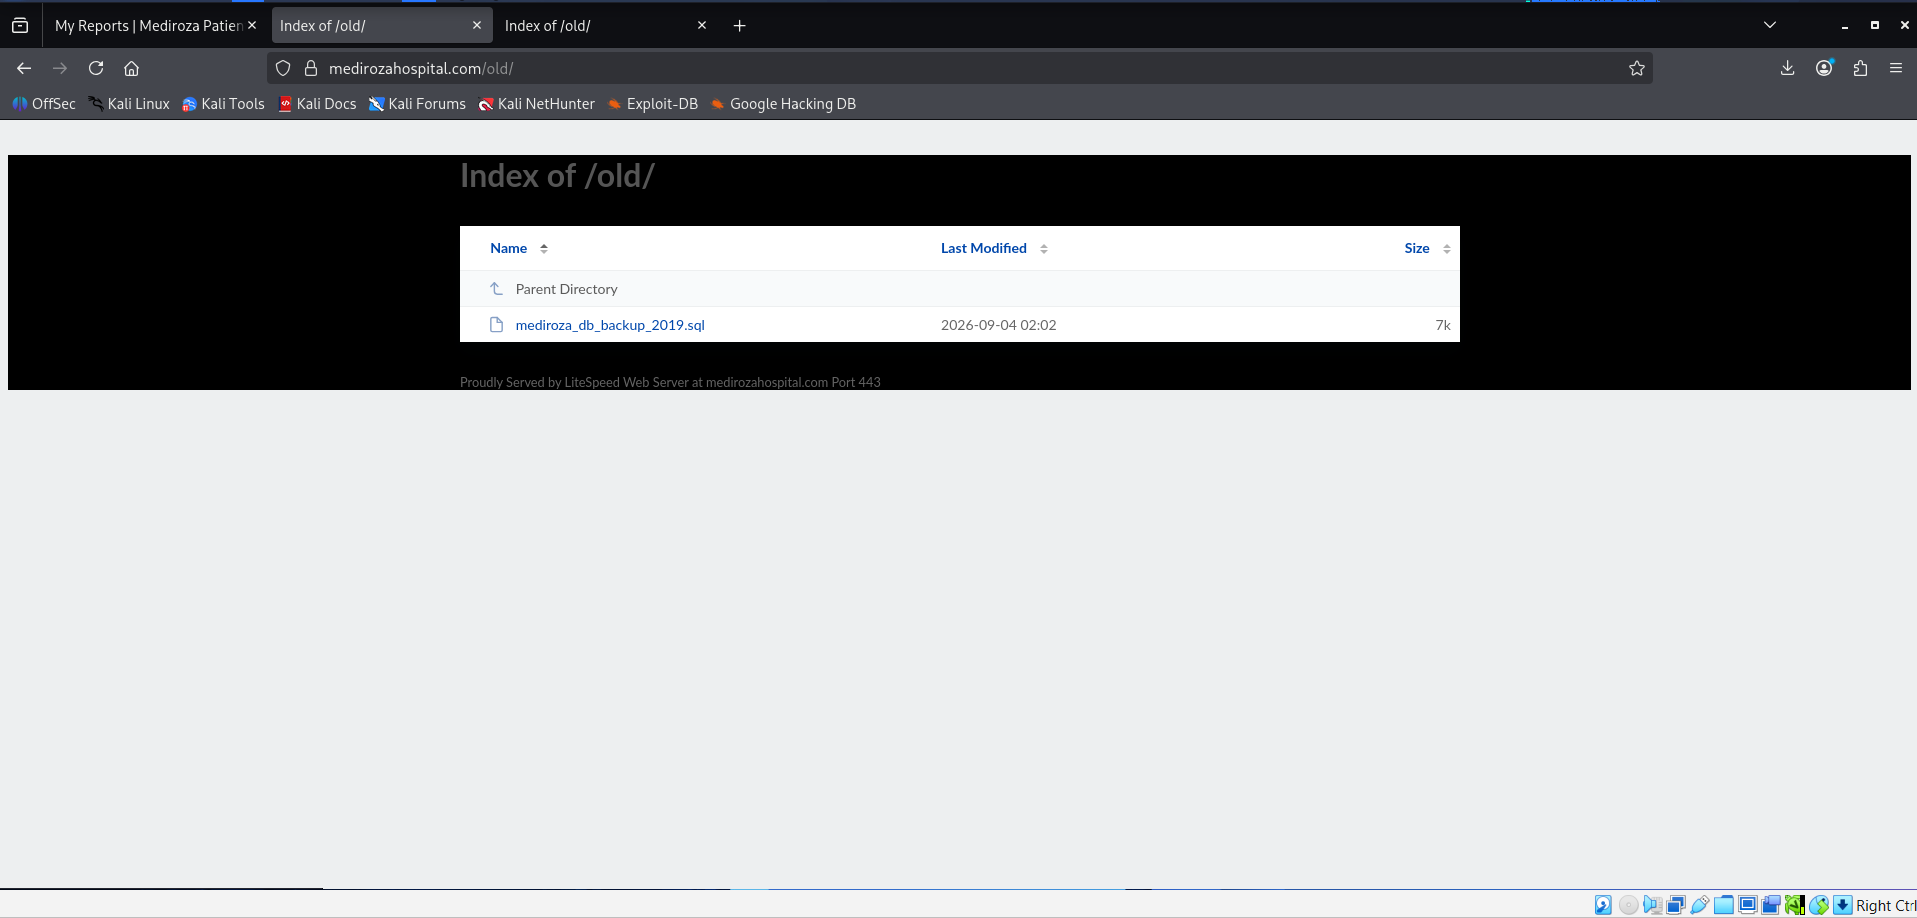 My Reports | Mediroza Patien
Index of /old/
Index of /old/
medirozahospital.com/old/
OffSec Kali Linux Kali Tools Kali Docs Kali Forums Kali NetHunter Exploit-DB Google Hacking DB
Index of /old/
Name Last Modified Size
Parent Directory
mediroza_db_backup_2019.sql 2026-09-04 02:02 7k
Proudly Served by LiteSpeed Web Server at medirozahospital.com Port 443
Right Ctrl